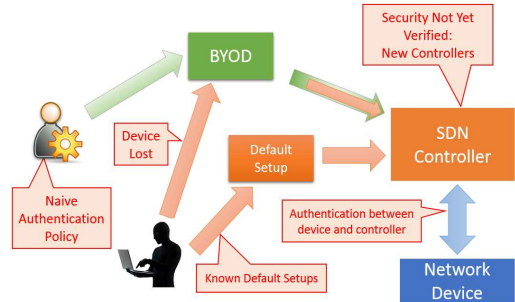 Security Not Yet
Verified:
New Controllers
BYOD
Device
Lost
Default
Setup
SDN
Controller
Naive
Authentication
Policy
Authentication between
device and controller
Known Default Setups
Network
Device